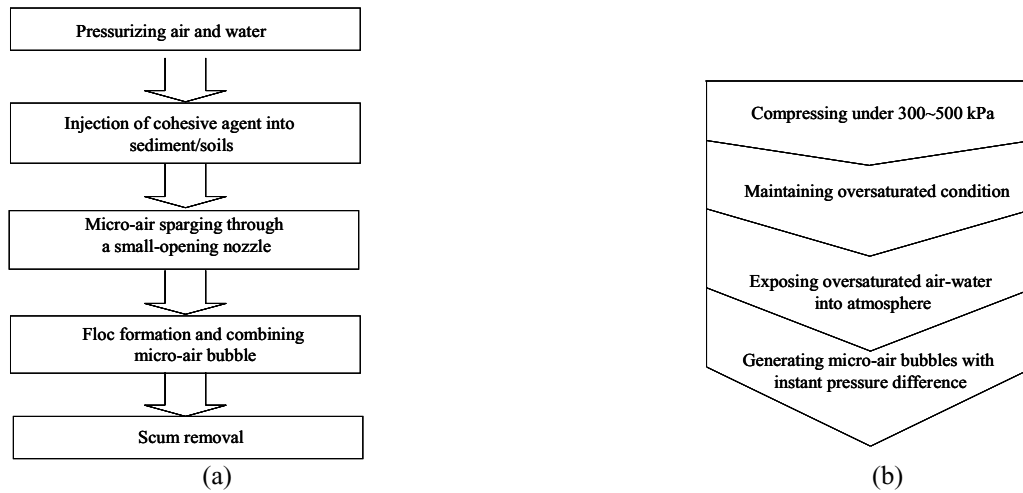 Pressurizing air and water
Injection of cohesive agent into
sediment/soils
Micro-air sparging through
a small-opening nozzle
Floc formation and combining
micro-air bubble
Scum removal
(a)
Compressing under 300~500 kPa
Maintaining oversaturated condition
Exposing oversaturated air-water
into atmosphere
Generating micro-air bubbles with
instant pressure difference
(b)